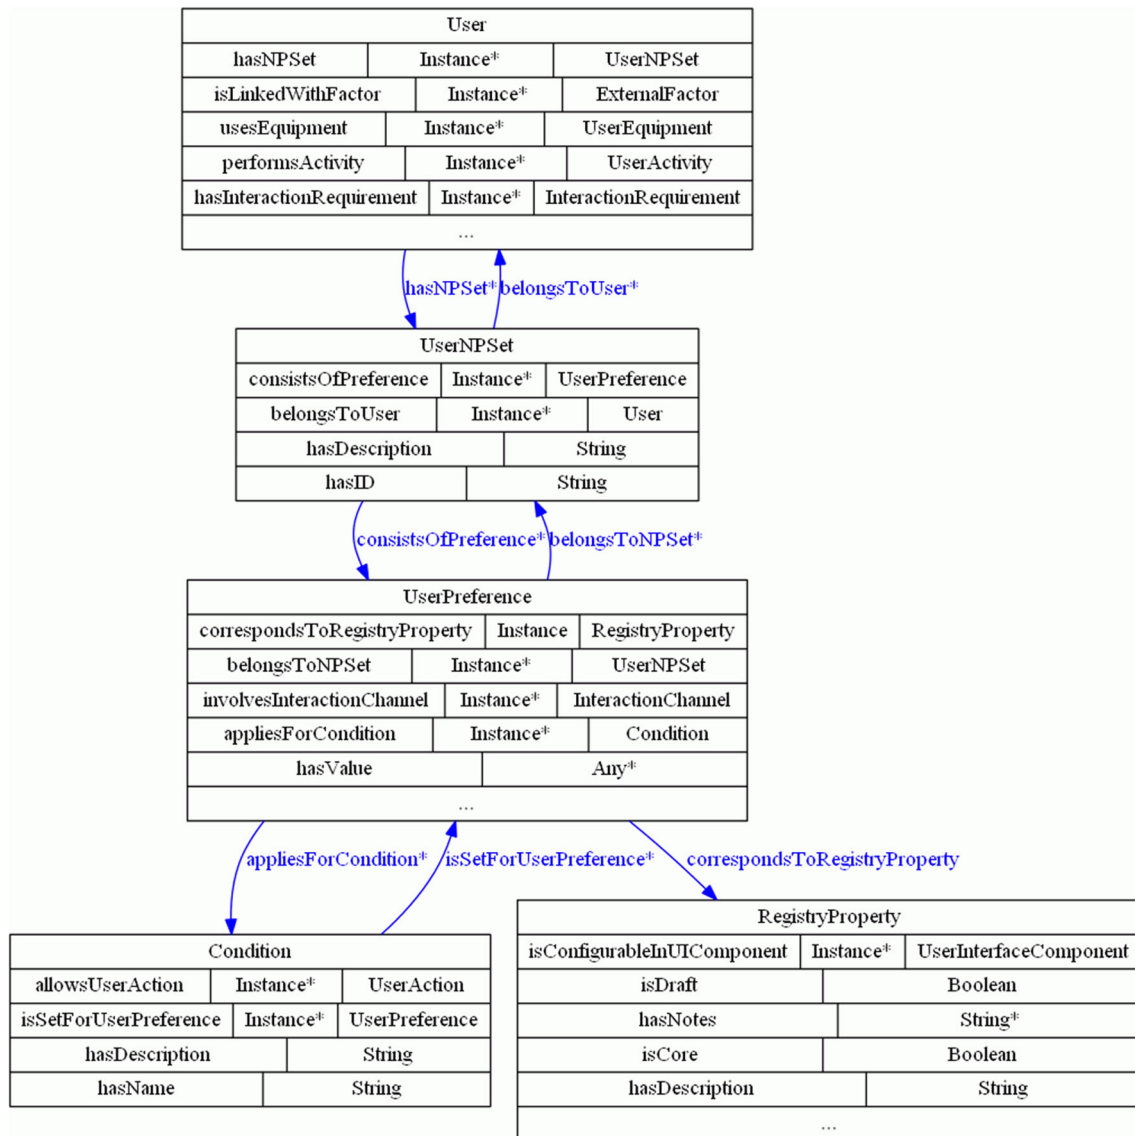 User
hasNPSet Instance* UserNPSet
isLinkedWithFactor Instance* ExternalFactor
usesEquipment Instance* UserEquipment
performsActivity Instance* UserActivity
hasInteractionRequirement Instance* InteractionRequirement
...
hasNPSet* belongsToUser*
UserNPSet
consistsOfPreference Instance* UserPreference
belongsToUser Instance* User
hasDescription String
hasID String
consistsOfPreference* belongsToNPSet*
UserPreference
correspondsToRegistryProperty Instance RegistryProperty
belongsToNPSet Instance* UserNPSet
involvesInteractionChannel Instance* InteractionChannel
appliesForCondition Instance* Condition
hasValue Any*
...
appliesForCondition* isSetForUserPreference* correspondsToRegistryProperty
Condition
allowsUserAction Instance* UserAction
isSetForUserPreference Instance* UserPreference
hasDescription String
hasName String
RegistryProperty
isConfigurableInUIComponent Instance* UserInterfaceComponent
isDraft Boolean
hasNotes String*
isCore Boolean
hasDescription String
...